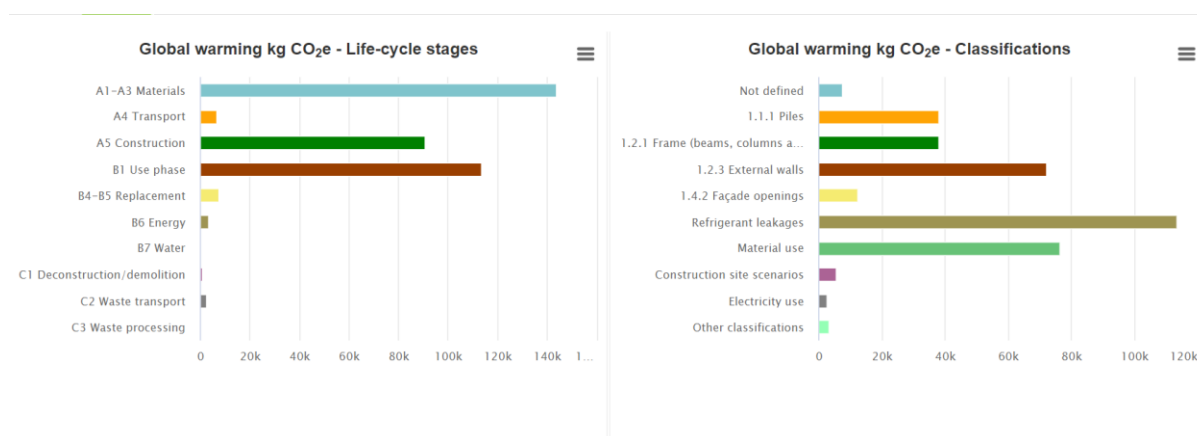 Global warming kg CO₂e - Life-cycle stages
A1-A3 Materials
A4 Transport
A5 Construction
B1 Use phase
B4-B5 Replacement
B6 Energy
B7 Water
C1 Deconstruction/demolition
C2 Waste transport
C3 Waste processing
0 20k 40k 60k 80k 100k 120k 140k 1...
Global warming kg CO₂e - Classifications
Not defined
1.1.1 Piles
1.2.1 Frame (beams, columns a...
1.2.3 External walls
1.4.2 Façade openings
Refrigerant leakages
Material use
Construction site scenarios
Electricity use
Other classifications
0 20k 40k 60k 80k 100k 120k